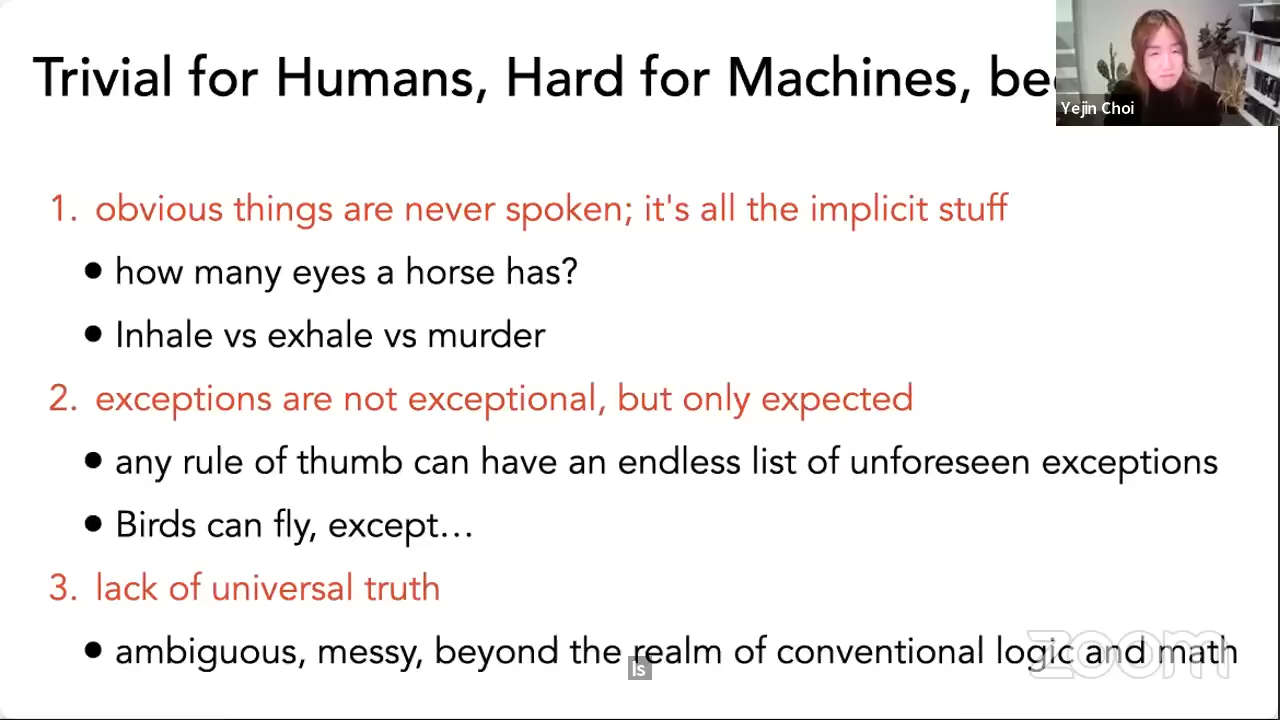 Trivial for Humans, Hard for Machines, be
Yejin Choi
1. obvious things are never spoken; it's all the implicit stuff
● how many eyes a horse has?
● Inhale vs exhale vs murder
2. exceptions are not exceptional, but only expected
● any rule of thumb can have an endless list of unforeseen exceptions
● Birds can fly, except…
3. lack of universal truth
● ambiguous, messy, beyond the realm of conventional logic and math
Is
zoom